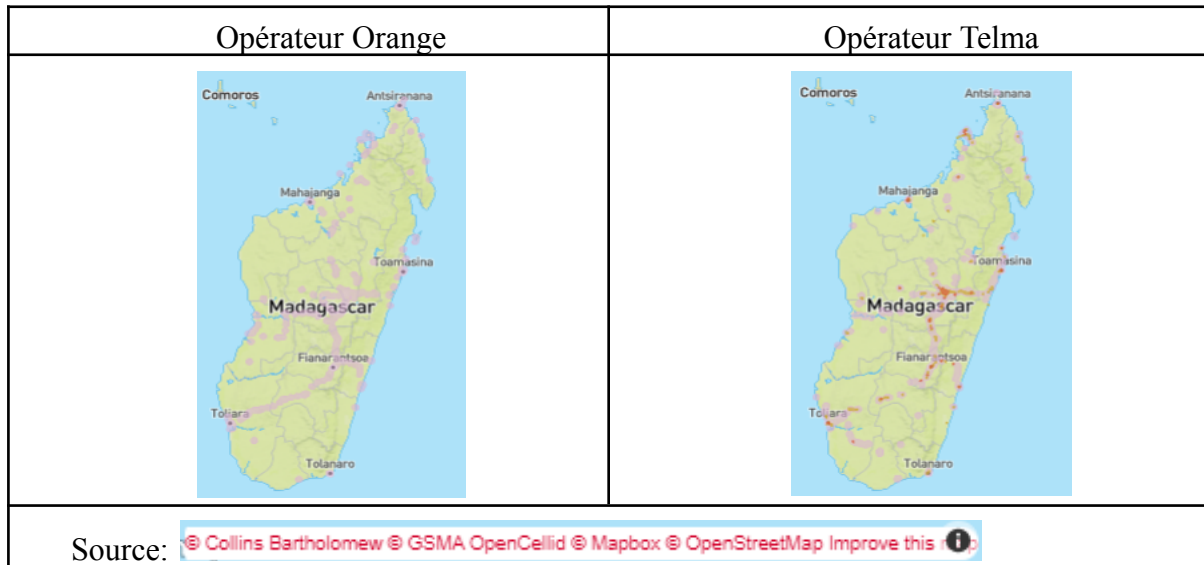 Opérateur Orange
Opérateur Telma
Comoros
Antsiranana
Mahajanga
Toamasina
Madagascar
Fianarantsoa
Toliara
Tolanaro
Comoros
Antsiranana
Mahajanga
Toamasina
Madagascar
Fianarantsoa
Toliara
Tolanaro
Source: © Collins Bartholomew © GSMA OpenCellid © Mapbox © OpenStreetMap Improve this